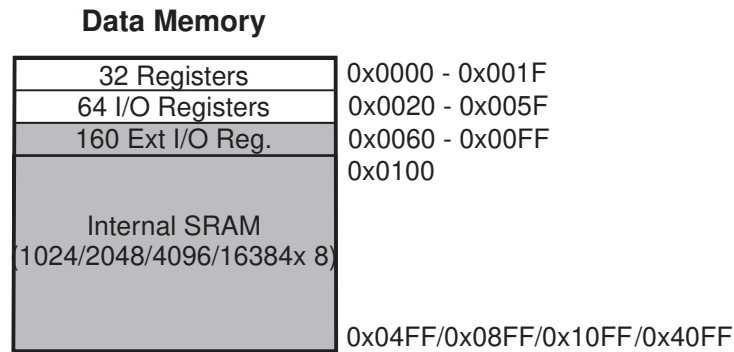 Data Memory
32 Registers 0x0000 - 0x001F
64 I/O Registers 0x0020 - 0x005F
160 Ext I/O Reg. 0x0060 - 0x00FF
0x0100
Internal SRAM
(1024/2048/4096/16384x 8)
0x04FF/0x08FF/0x10FF/0x40FF